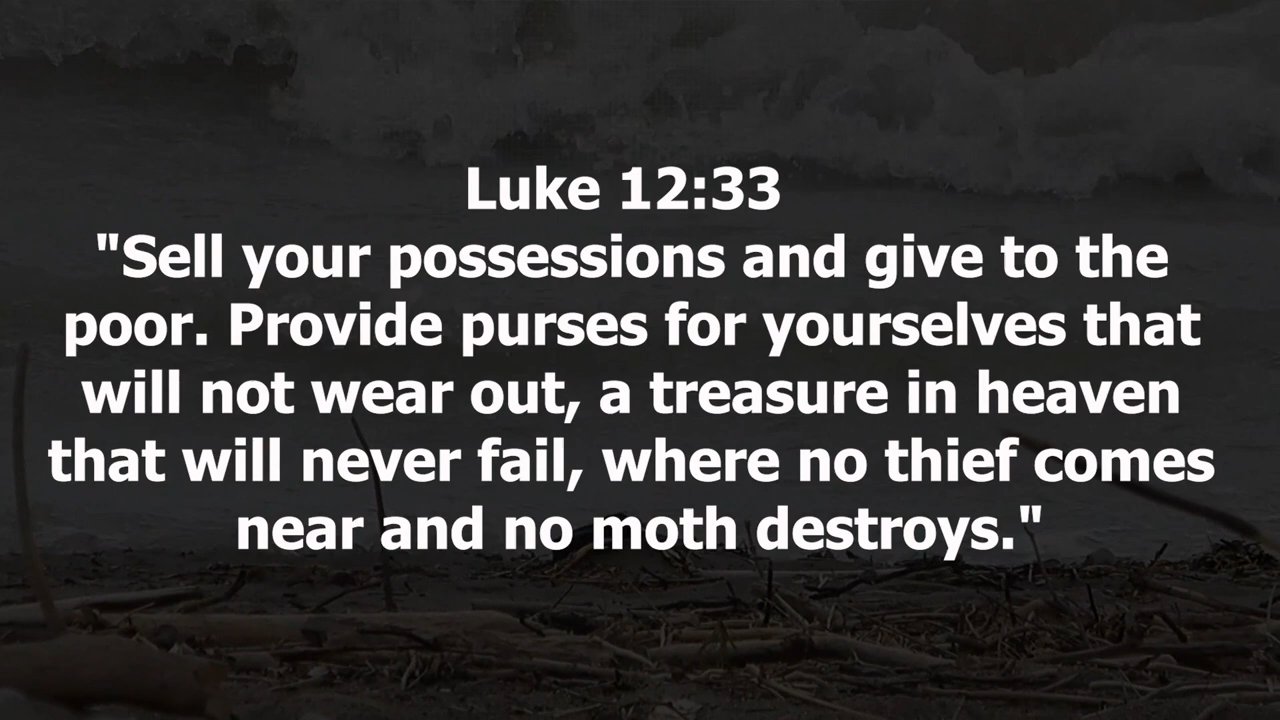 Luke 12:33
"Sell your possessions and give to the
poor. Provide purses for yourselves that
will not wear out, a treasure in heaven
that will never fail, where no thief comes
near and no moth destroys."